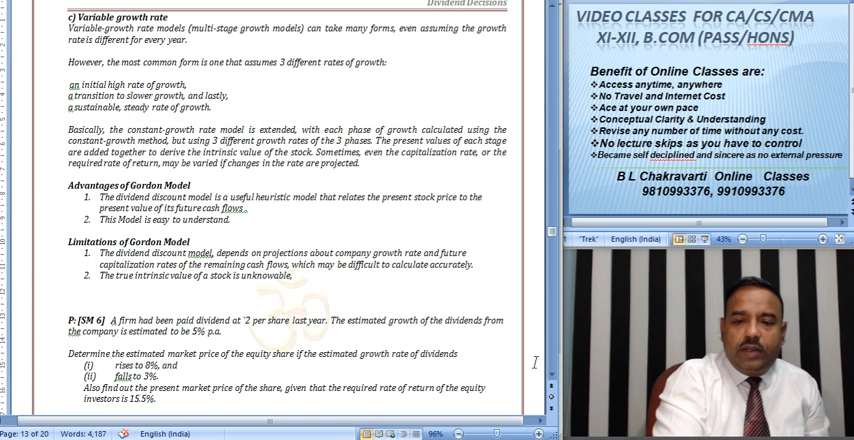 Dividend Decisions
c) Variable growth rate
Variable-growth rate models (multi-stage growth models) can take many forms, even assuming the growth
rate is different for every year.
However, the most common form is one that assumes 3 different rates of growth:
an initial high rate of growth,
a transition to slower growth, and lastly,
a sustainable, steady rate of growth.
Basically, the constant-growth rate model is extended, with each phase of growth calculated using the
constant-growth method, but using 3 different growth rates of the 3 phases. The present values of each stage
are added together to derive the intrinsic value of the stock. Sometimes, even the capitalization rate, or the
required rate of return, may be varied if changes in the rate are projected.
Advantages of Gordon Model
1. The dividend discount model is a useful heuristic model that relates the present stock price to the
present value of its future cash flows .
2. This Model is easy to understand.
Limitations of Gordon Model
1. The dividend discount model, depends on projections about company growth rate and future
capitalization rates of the remaining cash flows, which may be difficult to calculate accurately.
2. The true intrinsic value of a stock is unknowable,
P: [SM 6] A firm had been paid dividend at `2 per share last year. The estimated growth of the dividends from
the company is estimated to be 5% p.a.
Determine the estimated market price of the equity share if the estimated growth rate of dividends
(i) rises to 8%, and
(ii) falls to 3%.
Also find out the present market price of the share, given that the required rate of return of the equity
investors is 15.5%.
Page: 13 of 20 Words: 4,187 English (India) 96%
VIDEO CLASSES FOR CA/CS/CMA
XI-XII, B.COM (PASS/HONS)
Benefit of Online Classes are:
❖Access anytime, anywhere
❖No Travel and Internet Cost
❖Ace at your own pace
❖Conceptual Clarity & Understanding
❖Revise any number of time without any cost.
❖No lecture skips as you have to control
❖Became self deciplined and sincere as no external pressure
B L Chakravarti Online Classes
9810993376, 9910993376
"Trek" English (India) 43%